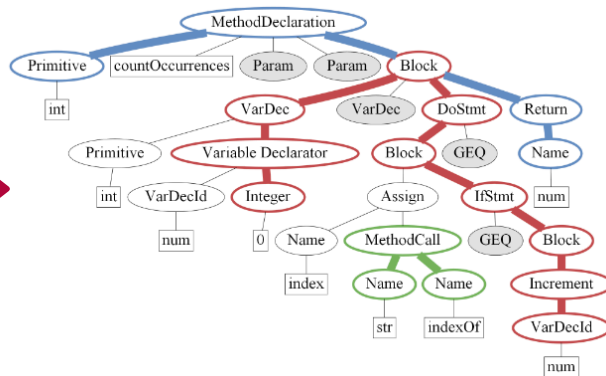 MethodDeclaration
Primitive countOccurrences Param Param Block
int VarDec VarDec DoStmt Return
Primitive Variable Declarator Block GEQ Name
int VarDecId Integer Assign IfStmt num
num 0 Name MethodCall GEQ Block
index Name Name Increment
str indexOf VarDecId
num